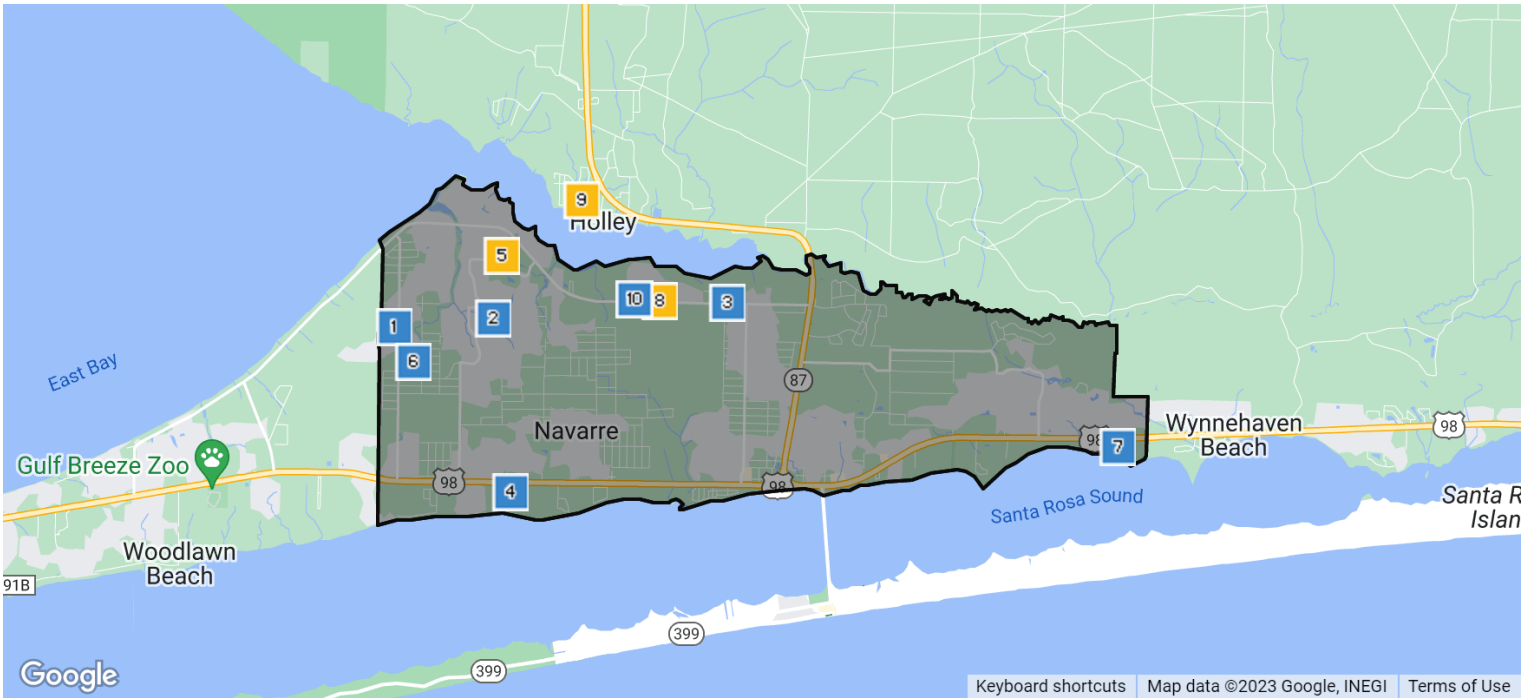 9
Holley
5
10
8
3
2
1
6
East Bay
87
Navarre
Wynnehaven
Beach
98
98
7
Gulf Breeze Zoo
98
4
98
Santa Rosa Sound
Santa R
Islan
Woodlawn
Beach
91B
399
399
Google
Keyboard shortcuts
Map data ©2023 Google, INEGI
Terms of Use